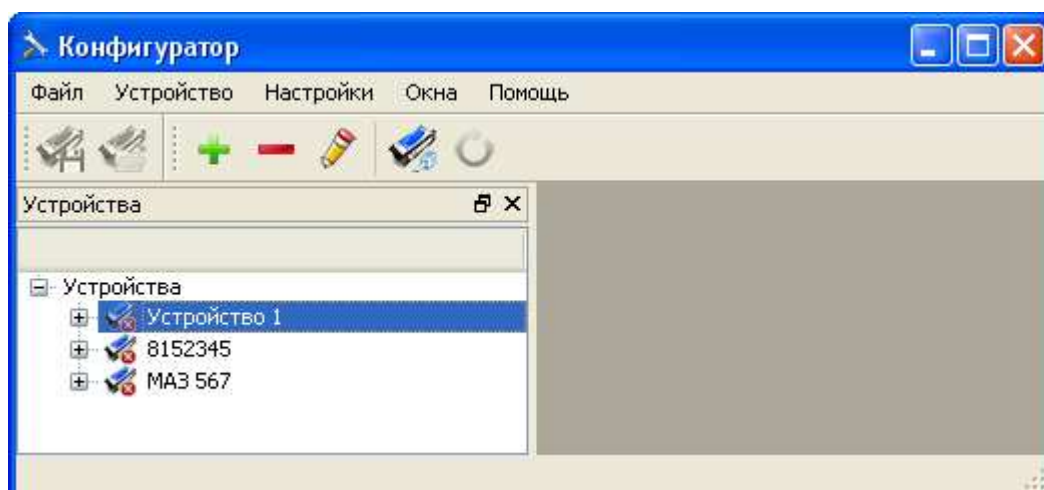 Конфигуратор
Файл Устройство Настройки Окна Помощь
Устройства
Устройства
Устройство 1
8152345
МАЗ 567